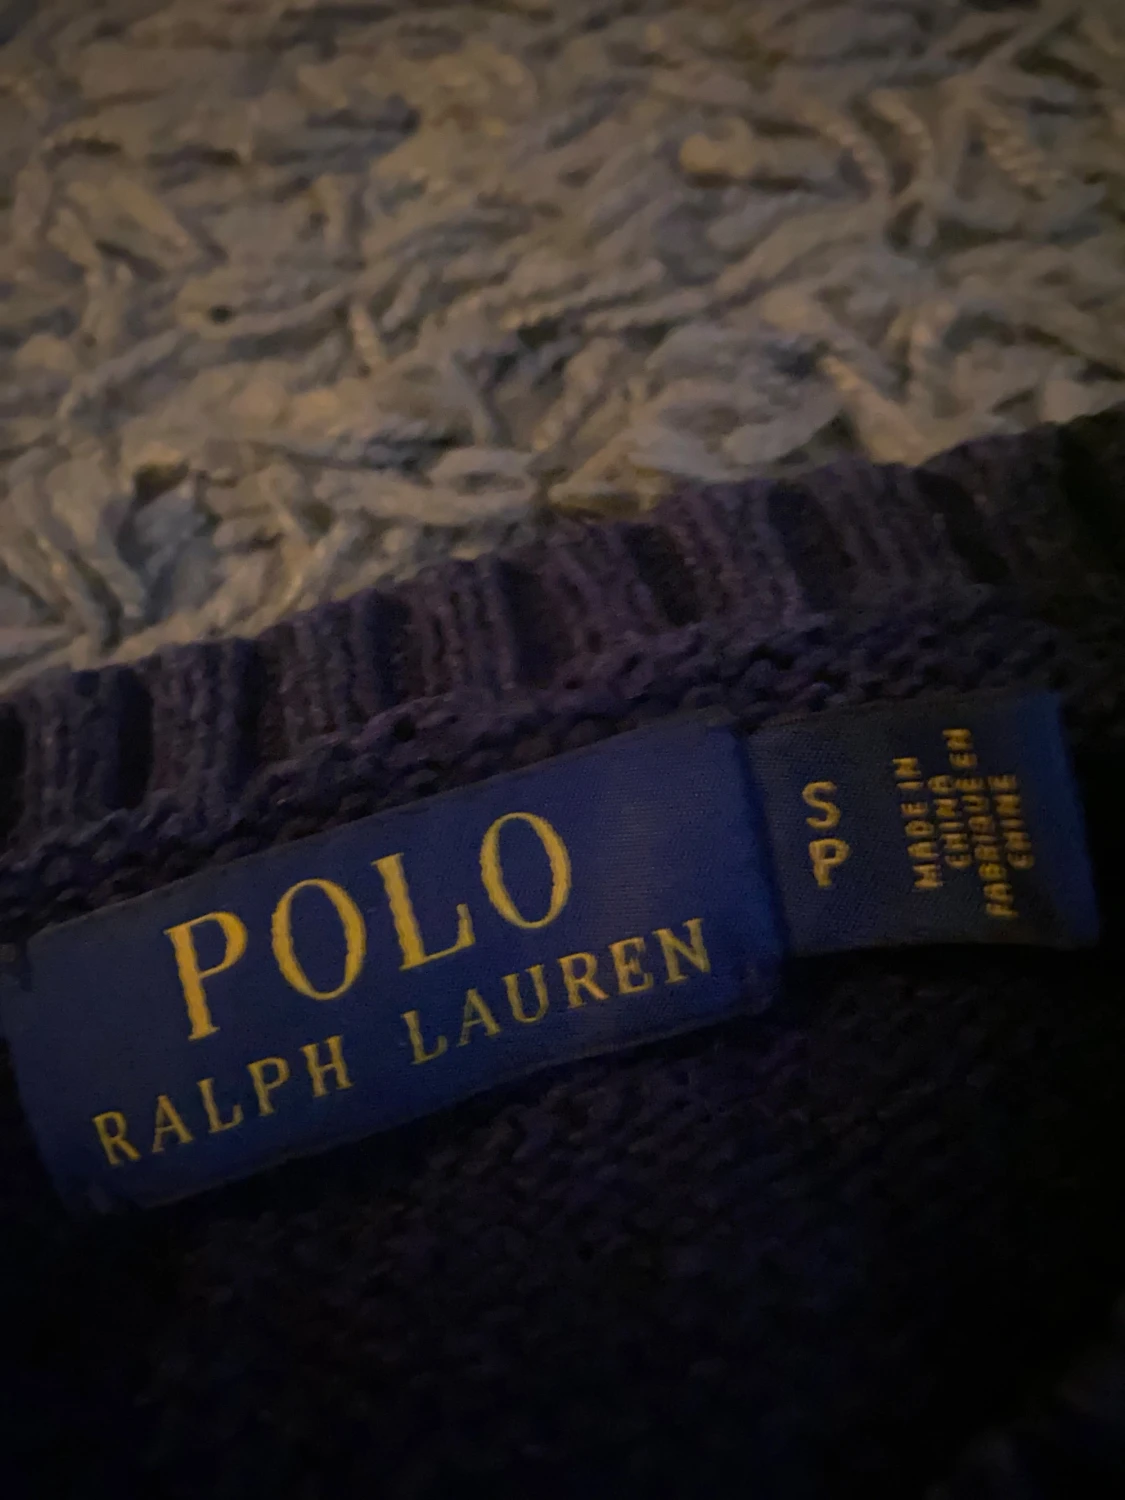 POLO
RALPH LAUREN
S
P
MADE IN
CHINA
FABRIQUE EN
CHINE